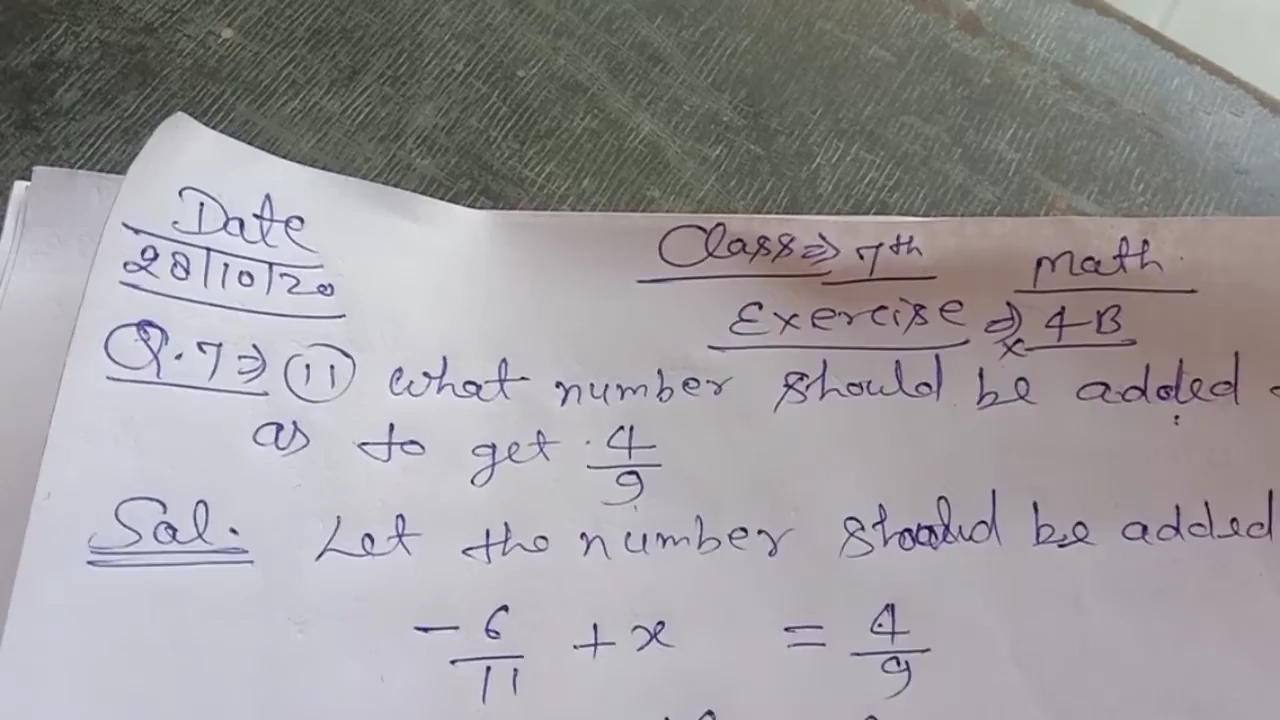 Date
28/10/20
Class ⇒ 7th Math
Exercise ⇒ 4B
Q.7 ⇒ (11) What number should be added
as to get 4/9
Sol. Let the number should be added
-6/11 + x = 4/9